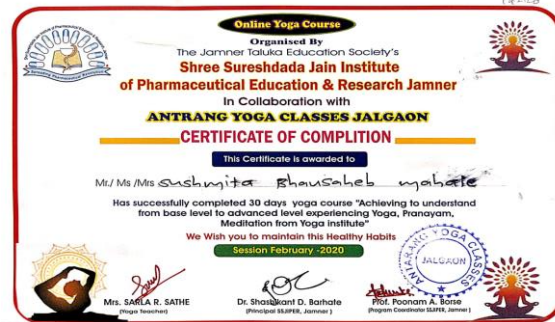 Online Yoga Course
Organised By
The Jamner Taluka Education Society's
Shree Sureshdada Jain Institute
of Pharmaceutical Education & Research Jamner
In Collaboration with
ANTRANG YOGA CLASSES JALGAON
CERTIFICATE OF COMPLITION
This Certificate is awarded to
Mr./ Ms /Mrs Sushmita Bhausaheb mahale
Has successfully completed 30 days yoga course "Achieving to understand
from base level to advanced level experiencing Yoga, Pranayam,
Meditation from Yoga institute"
We Wish you to maintain this Healthy Habits
Session February -2020
ANTARANG YOGA CLASSES
JALGAON
Mrs. SARLA R. SATHE
(Yoga Teacher)
Dr. Shashikant D. Barhate
(Principal SSJIPER, Jamner )
Prof. Poonam A. Borse
(Program Coordinator SSJIPER, Jamner )